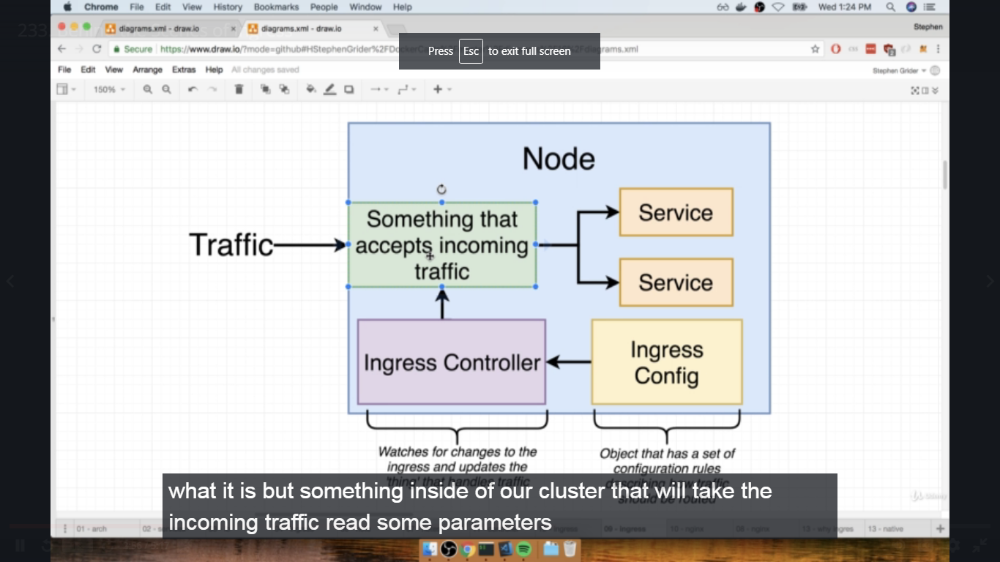 Chrome File Edit View History Bookmarks People Window Help
Wed 1:24 PM
233.
diagrams.xml - draw.io
×
diagrams.xml - draw.io
×
Stephen
Secure
https://www.draw.io/?mode=github#HStephenGrider%2FDocker
diagrams.xml
Press Esc to exit full screen
File Edit View Arrange Extras Help All changes saved
Stephen Grider
150%
Node
Something that
accepts incoming
traffic
Traffic
Service
Service
Ingress Controller
Ingress
Config
Watches for changes to the
ingress and updates the
'thing' that handles traffic
Object that has a set of
configuration rules
describing how traffic
should be routed
what it is but something inside of our cluster that will take the
incoming traffic read some parameters
Udemy
01 - arch
02 -
09 - ingress
10 - nginx
13 - why ingres
13 - native